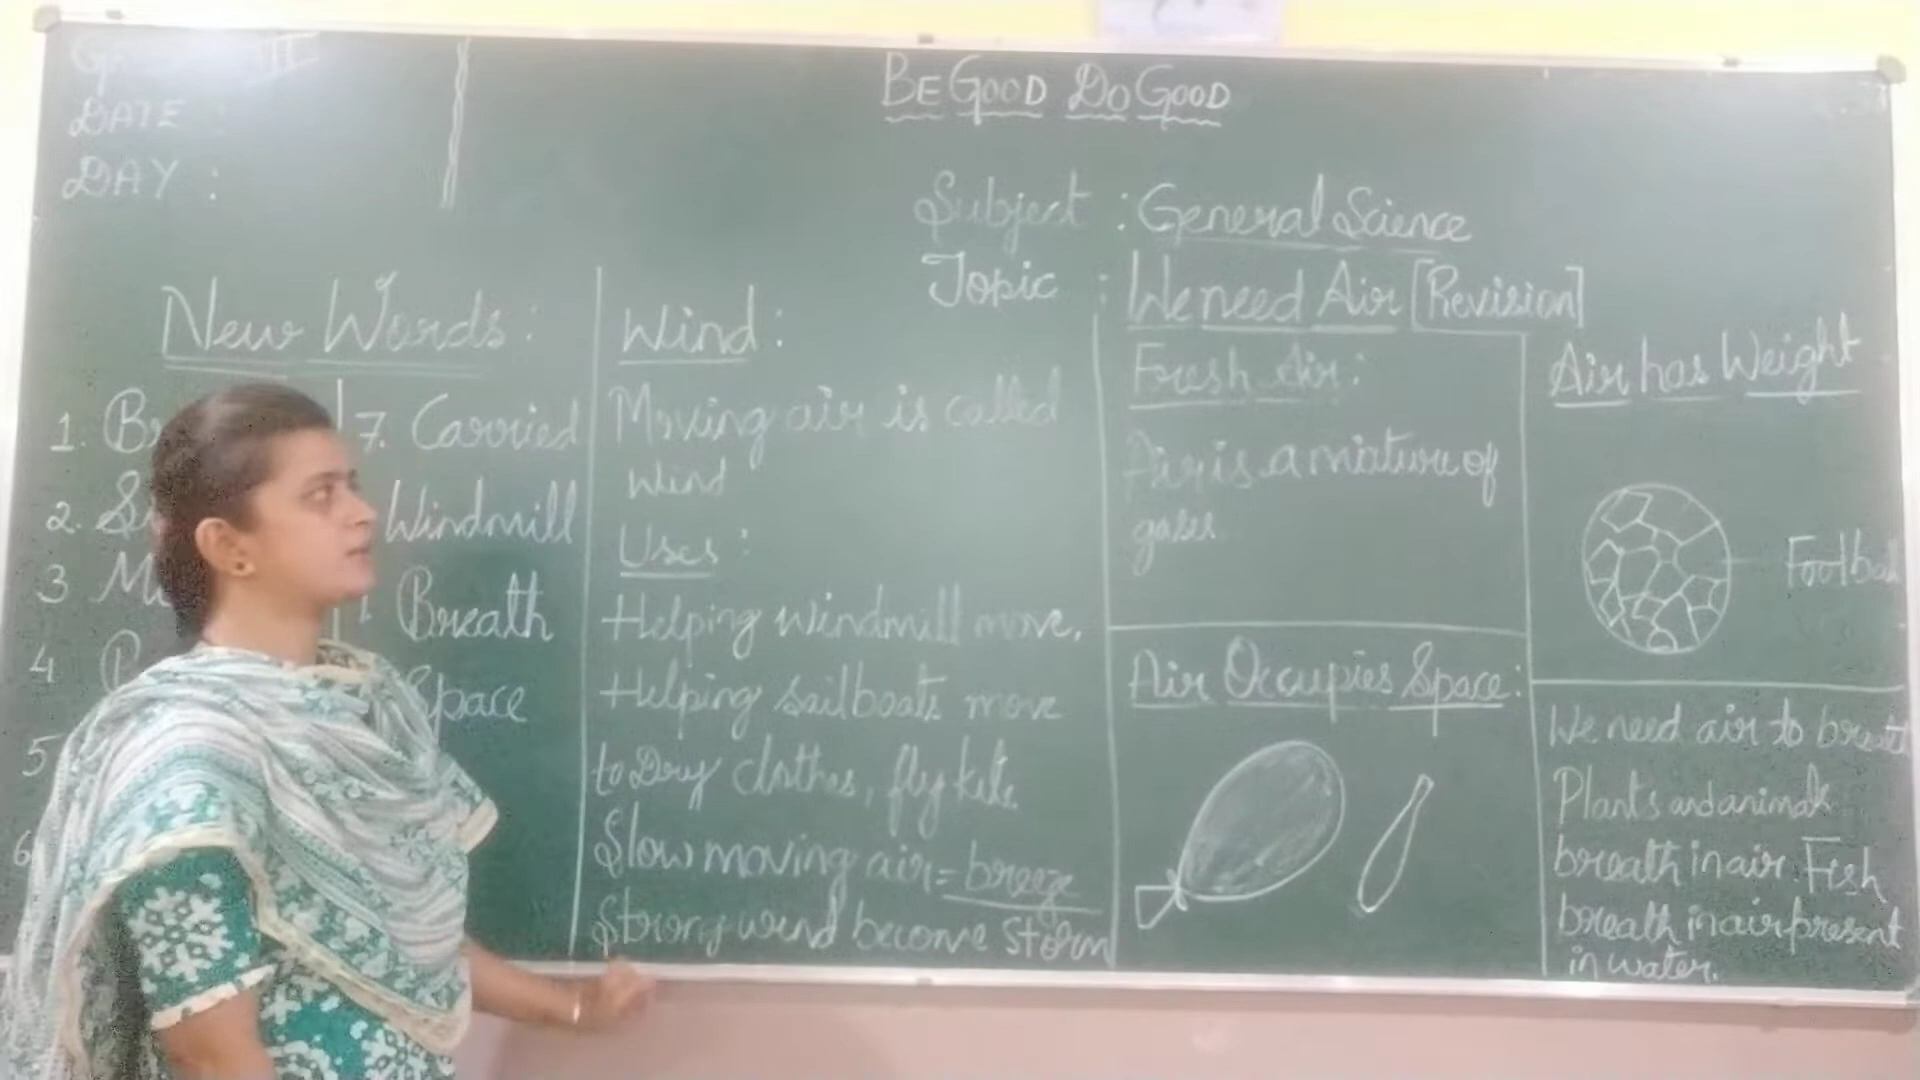 BE GOOD DO GOOD
III
DATE :
DAY :
Subject : General Science
Topic : We need Air [Revision]
New Words :
1.
2.
3
4
5
6
7. Carried
Windmill
Breath
Space
Wind :
Moving air is called
Wind
Uses :
Helping windmill move.
Helping sailboats move
to Dry clothes, fly kite.
Slow moving air = breeze
Strong wind become storm
Fresh Air :
Air is a mixture of
gases
Air Occupies Space :
Air has Weight
Footbal
We need air to breat
Plants and animals
breath in air. Fish
breath in air present
in water.